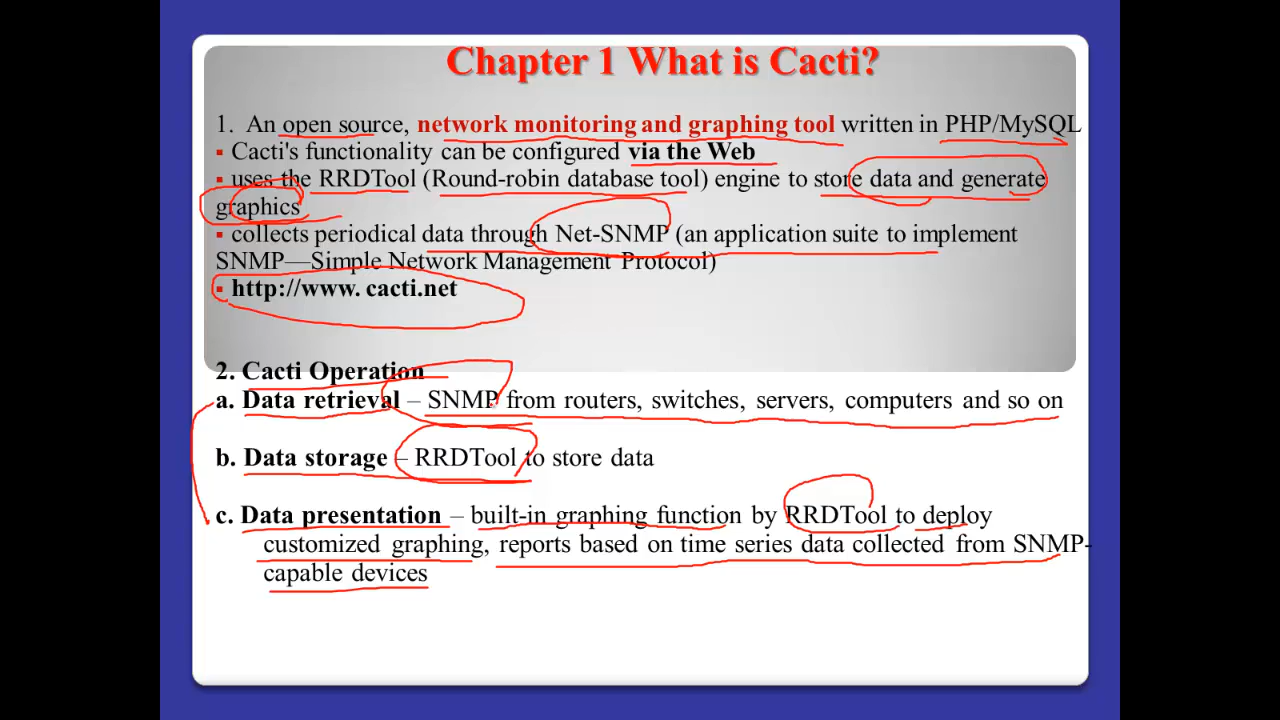 Chapter 1 What is Cacti?
1. An open source, network monitoring and graphing tool written in PHP/MySQL
▪ Cacti's functionality can be configured via the Web
▪ uses the RRDTool (Round-robin database tool) engine to store data and generate
graphics
▪ collects periodical data through Net-SNMP (an application suite to implement
SNMP—Simple Network Management Protocol)
▪ http://www. cacti.net
2. Cacti Operation
a. Data retrieval – SNMP from routers, switches, servers, computers and so on
b. Data storage – RRDTool to store data
c. Data presentation – built-in graphing function by RRDTool to deploy
customized graphing, reports based on time series data collected from SNMP-
capable devices